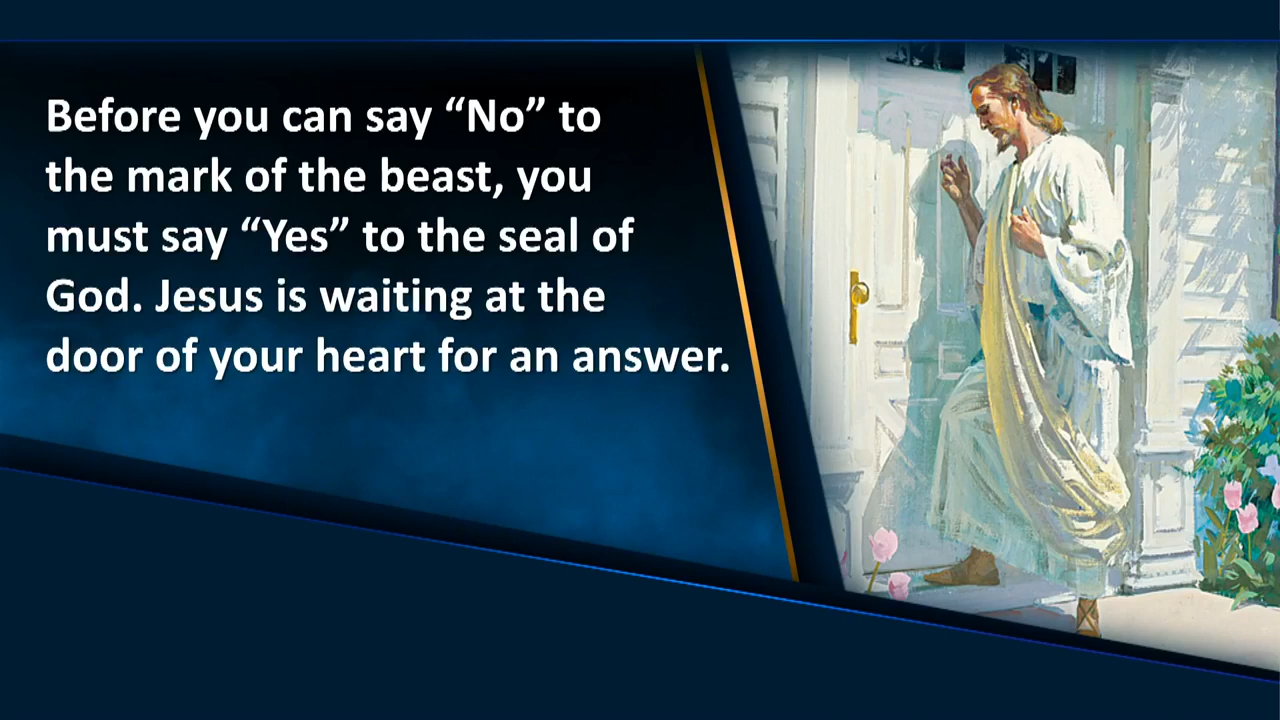 Before you can say “No” to
the mark of the beast, you
must say “Yes” to the seal of
God. Jesus is waiting at the
door of your heart for an answer.